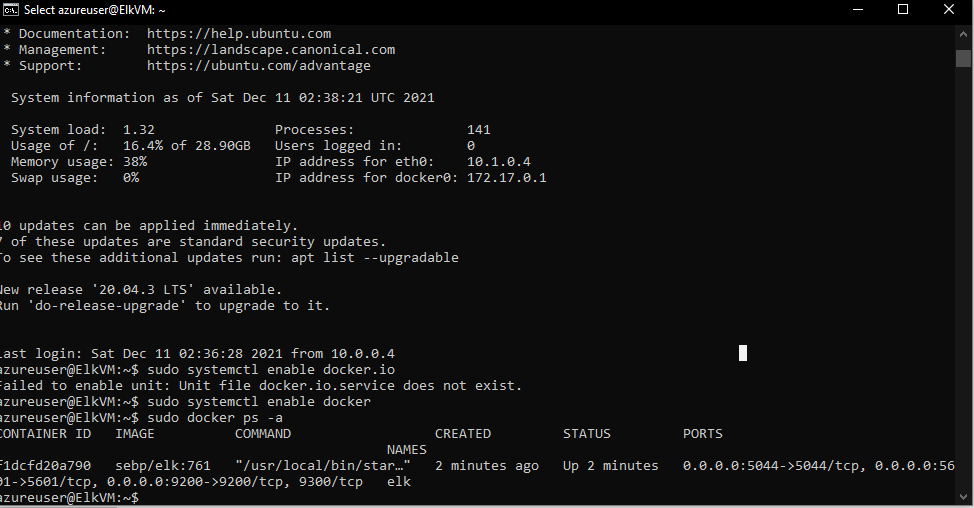 Select azureuser@ElkVM: ~
* Documentation:  https://help.ubuntu.com
* Management:     https://landscape.canonical.com
* Support:        https://ubuntu.com/advantage
System information as of Sat Dec 11 02:38:21 UTC 2021
System load:  1.32               Processes:              141
Usage of /:   16.4% of 28.90GB   Users logged in:        0
Memory usage: 38%                IP address for eth0:    10.1.0.4
Swap usage:   0%                 IP address for docker0: 172.17.0.1
10 updates can be applied immediately.
7 of these updates are standard security updates.
To see these additional updates run: apt list --upgradable
New release '20.04.3 LTS' available.
Run 'do-release-upgrade' to upgrade to it.
Last login: Sat Dec 11 02:36:28 2021 from 10.0.0.4
azureuser@ElkVM:~$ sudo systemctl enable docker.io
Failed to enable unit: Unit file docker.io.service does not exist.
azureuser@ElkVM:~$ sudo systemctl enable docker
azureuser@ElkVM:~$ sudo docker ps -a
CONTAINER ID   IMAGE          COMMAND                  CREATED         STATUS         PORTS
NAMES
f1dcfd20a790   sebp/elk:761   "/usr/local/bin/star…"   2 minutes ago   Up 2 minutes   0.0.0.0:5044->5044/tcp, 0.0.0.0:56
01->5601/tcp, 0.0.0.0:9200->9200/tcp, 9300/tcp   elk
azureuser@ElkVM:~$